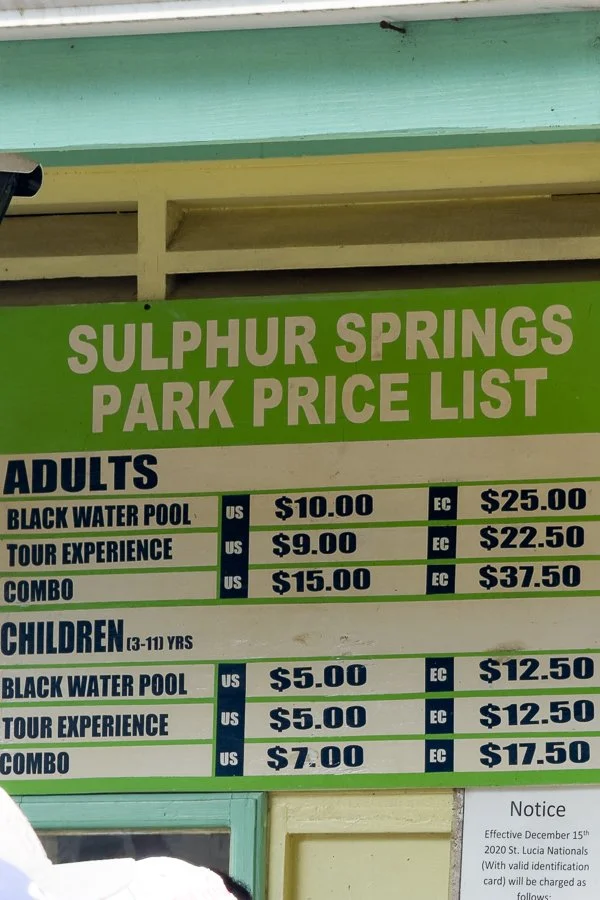 SULPHUR SPRINGS
PARK PRICE LIST
ADULTS
BLACK WATER POOL US $10.00 EC $25.00
TOUR EXPERIENCE US $9.00 EC $22.50
COMBO US $15.00 EC $37.50
CHILDREN (3-11) YRS
BLACK WATER POOL US $5.00 EC $12.50
TOUR EXPERIENCE US $5.00 EC $12.50
COMBO US $7.00 EC $17.50
Notice
Effective December 15th
2020 St. Lucia Nationals
(With valid identification
card) will be charged as
follows: